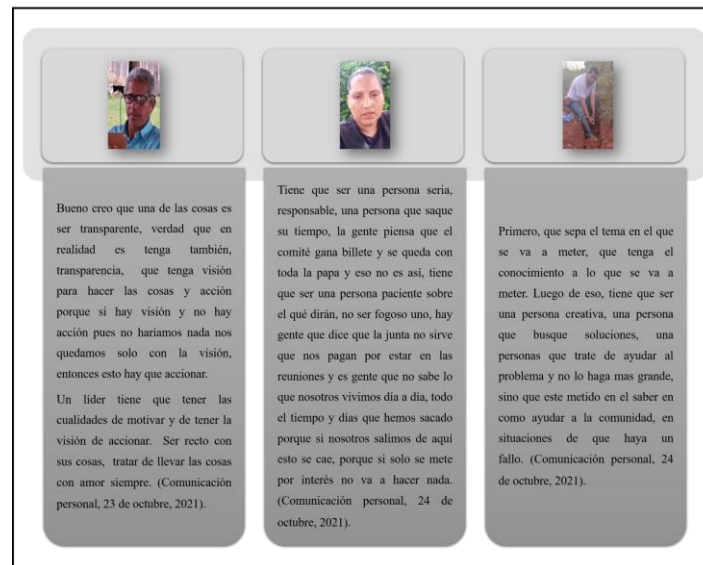 Bueno creo que una de las cosas es
ser transparente, verdad que en
realidad es tenga también,
transparencia, que tenga visión
para hacer las cosas y acción
porque si hay visión y no hay
acción pues no haríamos nada nos
quedamos solo con la visión,
entonces esto hay que accionar.
Un líder tiene que tener las
cualidades de motivar y de tener la
visión de accionar. Ser recto con
sus cosas, tratar de llevar las cosas
con amor siempre. (Comunicación
personal, 23 de octubre, 2021).
Tiene que ser una persona seria,
responsable, una persona que saque
su tiempo, la gente piensa que el
comité gana billete y se queda con
toda la papa y eso no es así, tiene
que ser una persona paciente sobre
el qué dirán, no ser fogoso uno, hay
gente que dice que la junta no sirve
que nos pagan por estar en las
reuniones y es gente que no sabe lo
que nosotros vivimos día a día, todo
el tiempo y días que hemos sacado
porque si nosotros salimos de aquí
esto se cae, porque si solo se mete
por interés no va a hacer nada.
(Comunicación personal, 24 de
octubre, 2021).
Primero, que sepa el tema en el que
se va a meter, que tenga el
conocimiento a lo que se va a
meter. Luego de eso, tiene que ser
una persona creativa, una persona
que busque soluciones, una
personas que trate de ayudar al
problema y no lo haga mas grande,
sino que este metido en el saber en
como ayudar a la comunidad, en
situaciones de que haya un
fallo. (Comunicación personal, 24
de octubre, 2021).